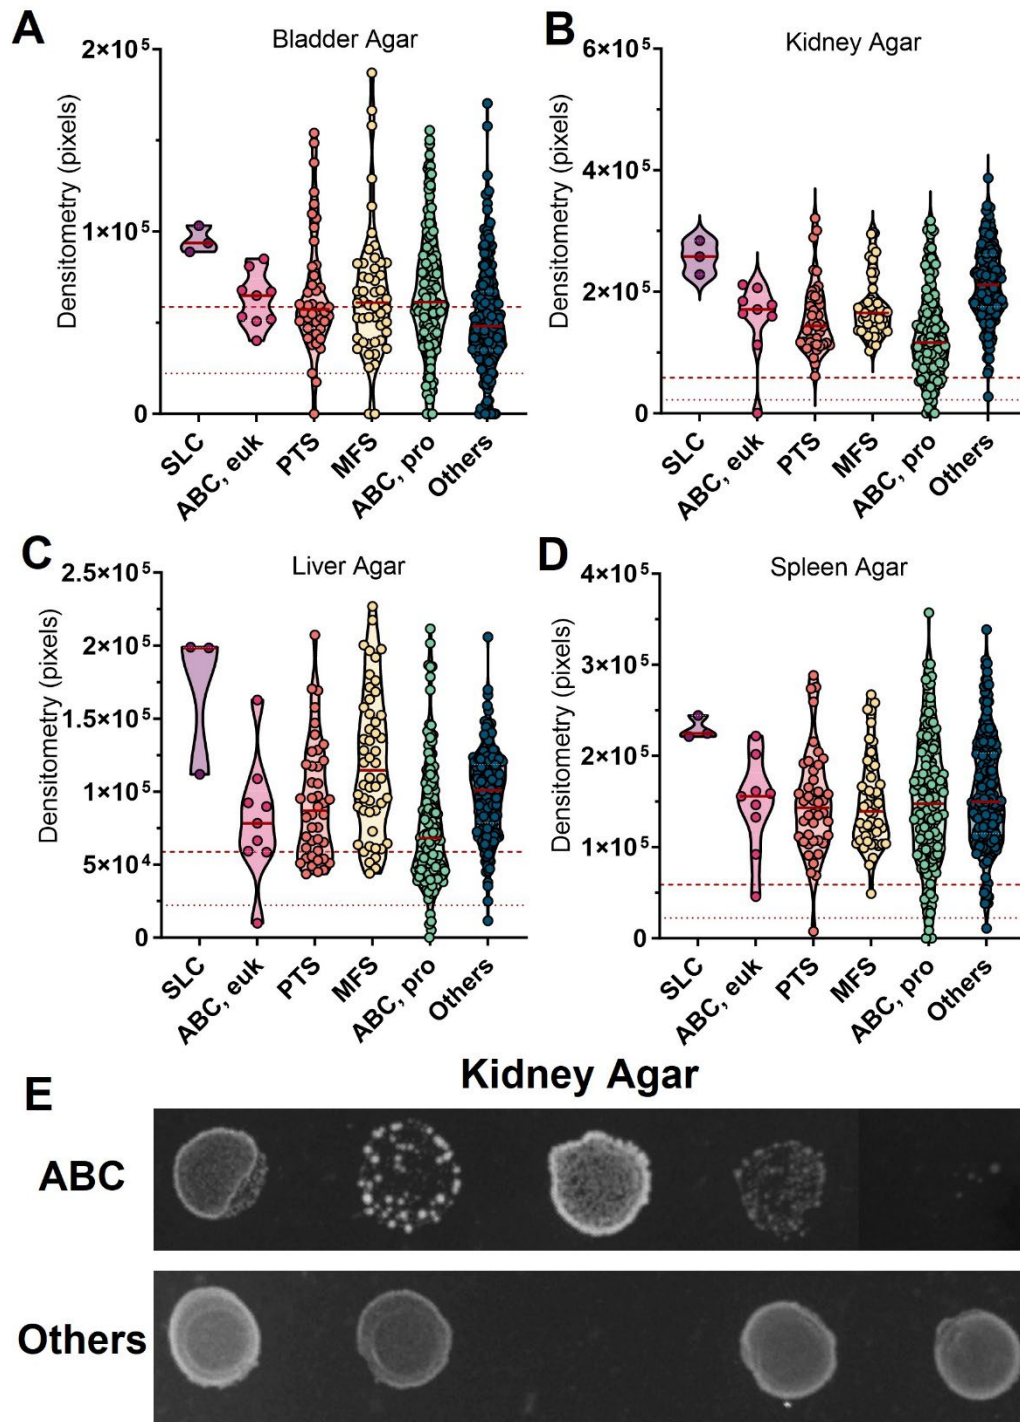 A
Bladder Agar
Densitometry (pixels)
2×10⁵
1×10⁵
0
SLC
ABC, euk
PTS
MFS
ABC, pro
Others
B
Kidney Agar
Densitometry (pixels)
6×10⁵
4×10⁵
2×10⁵
0
SLC
ABC, euk
PTS
MFS
ABC, pro
Others
C
Liver Agar
Densitometry (pixels)
2.5×10⁵
2×10⁵
1.5×10⁵
1×10⁵
5×10⁴
0
SLC
ABC, euk
PTS
MFS
ABC, pro
Others
D
Spleen Agar
Densitometry (pixels)
4×10⁵
3×10⁵
2×10⁵
1×10⁵
0
SLC
ABC, euk
PTS
MFS
ABC, pro
Others
E
Kidney Agar
ABC
Others